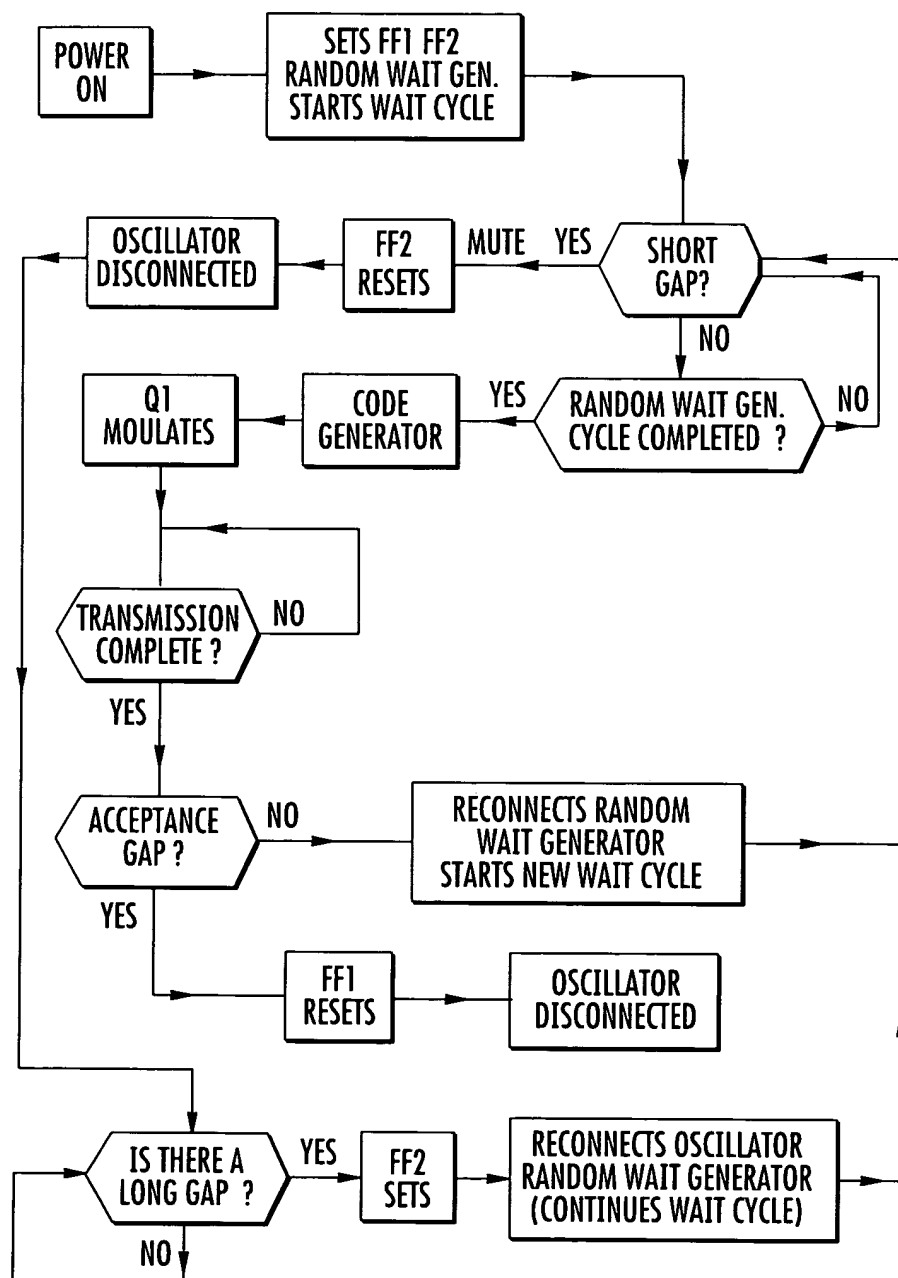 POWER
ON
SETS FF1 FF2
RANDOM WAIT GEN.
STARTS WAIT CYCLE
OSCILLATOR
DISCONNECTED
FF2
RESETS
MUTE YES
SHORT
GAP?
NO
Q1
MOULATES
CODE
GENERATOR
YES
RANDOM WAIT GEN.
CYCLE COMPLETED ?
NO
TRANSMISSION
COMPLETE ?
NO
YES
ACCEPTANCE
GAP ?
NO
RECONNECTS RANDOM
WAIT GENERATOR
STARTS NEW WAIT CYCLE
YES
FF1
RESETS
OSCILLATOR
DISCONNECTED
IS THERE A
LONG GAP ?
YES
FF2
SETS
RECONNECTS OSCILLATOR
RANDOM WAIT GENERATOR
(CONTINUES WAIT CYCLE)
NO